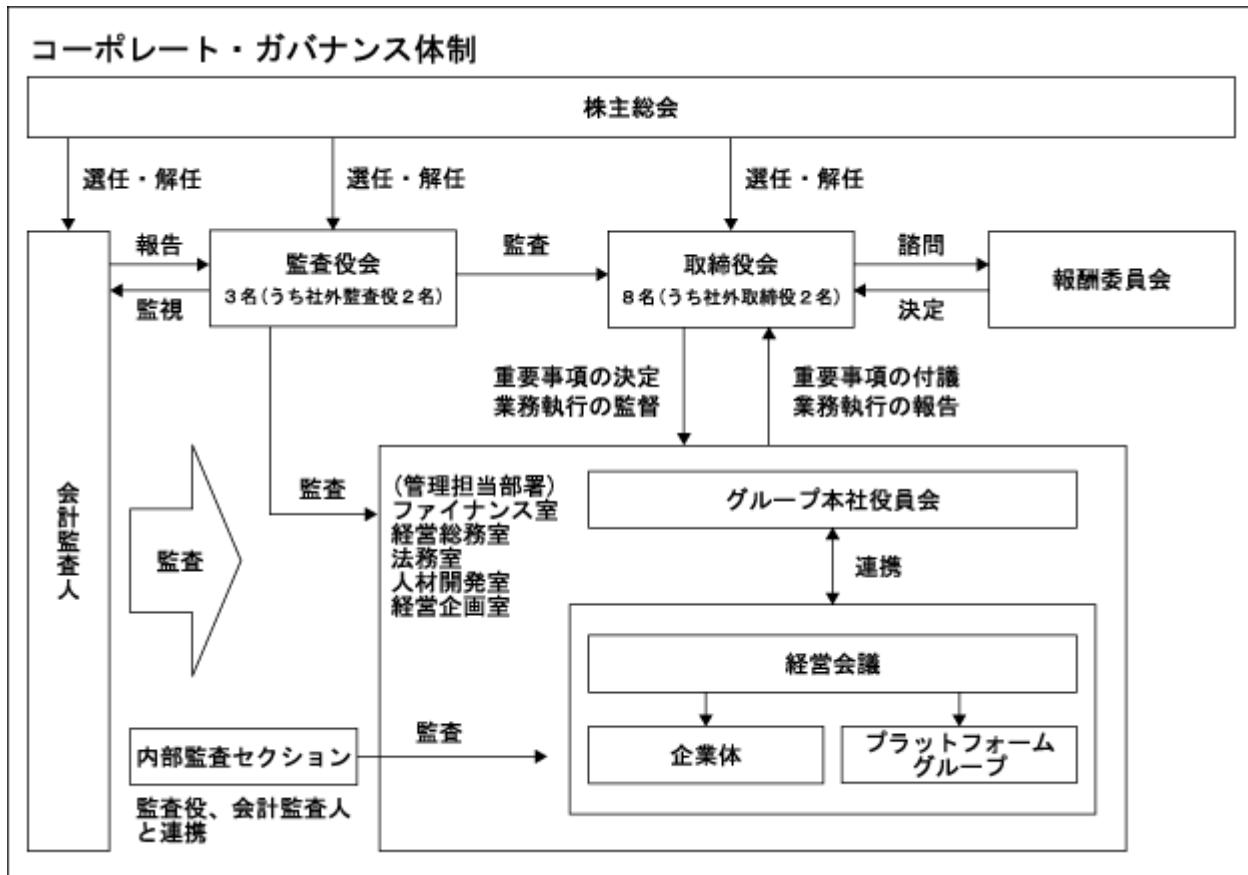 コーポレート・ガバナンス体制
株主総会
選任・解任
選任・解任
選任・解任
報告
監視
監査役会
3名(うち社外監査役2名)
監査
取締役会
8名(うち社外取締役2名)
諮問
決定
報酬委員会
重要事項の決定
業務執行の監督
重要事項の付議
業務執行の報告
会計監査人
監査
監査
(管理担当部署)
ファイナンス室
経営総務室
法務室
人材開発室
経営企画室
グループ本社役員会
連携
経営会議
企業体
プラットフォーム
グループ
内部監査セクション
監査
監査役、会計監査人
と連携